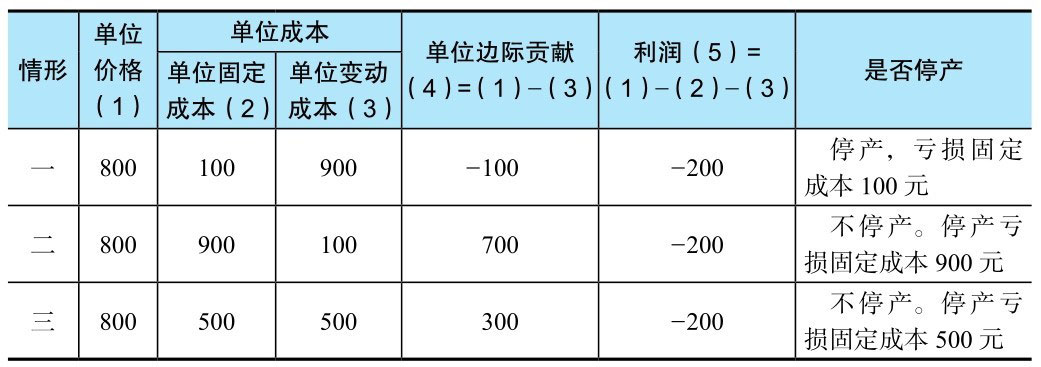 情形
单位
价格
（1）
单位成本
单位固定
成本（2）
单位变动
成本（3）
单位边际贡献
（4）=（1）–（3）
利润（5）=
（1）–（2）–（3）
是否停产
一 800 100 900 −100 −200 停产，亏损固定
成本 100 元
二 800 900 100 700 −200 不停产。停产亏
损固定成本 900 元
三 800 500 500 300 −200 不停产。停产亏
损固定成本 500 元